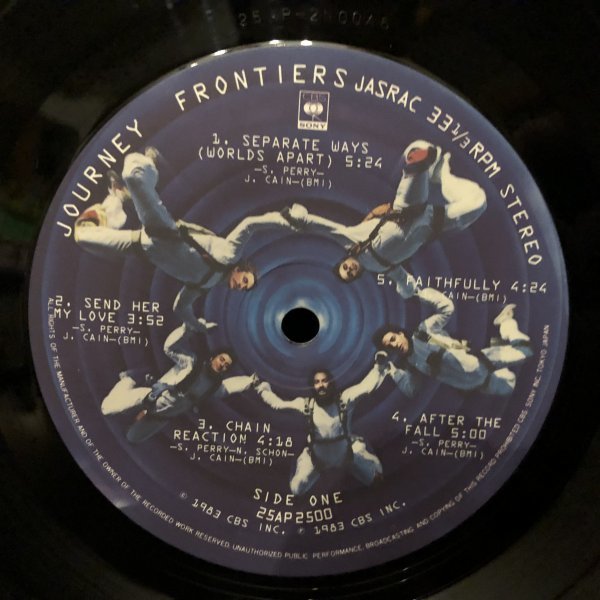 JOURNEY FRONTIERS JASRAC 33 1/3 RPM STEREO
CBS
SONY
1. SEPARATE WAYS
(WORLDS APART) 5:24
-S. PERRY-
J. CAIN-(BMI)
2. SEND HER
MY LOVE 3:52
-S. PERRY-
J. CAIN-(BMI)
3. CHAIN
REACTION 4:18
-S. PERRY-N. SCHON-
J. CAIN-(BMI)
4. AFTER THE
FALL 5:00
-S. PERRY-
J. CAIN-(BMI)
5. FAITHFULLY 4:24
CAIN-(BMI)
SIDE ONE
25AP2500
℗ 1983 CBS INC. © 1983 CBS INC.
ALL RIGHTS OF THE MANUFACTURER AND OF THE OWNER OF THE RECORDED WORK RESERVED. UNAUTHORIZED PUBLIC PERFORMANCE, BROADCASTING AND COPYING OF THIS RECORD PROHIBITED CBS. SONY INC. TOKYO JAPAN